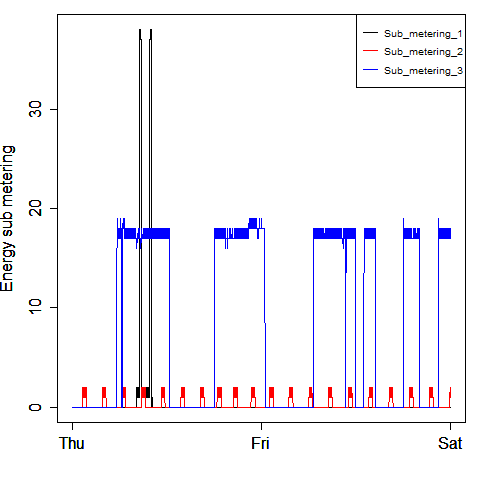 Sub_metering_1
Sub_metering_2
Sub_metering_3
Energy sub metering
30
20
10
0
Thu Fri Sat